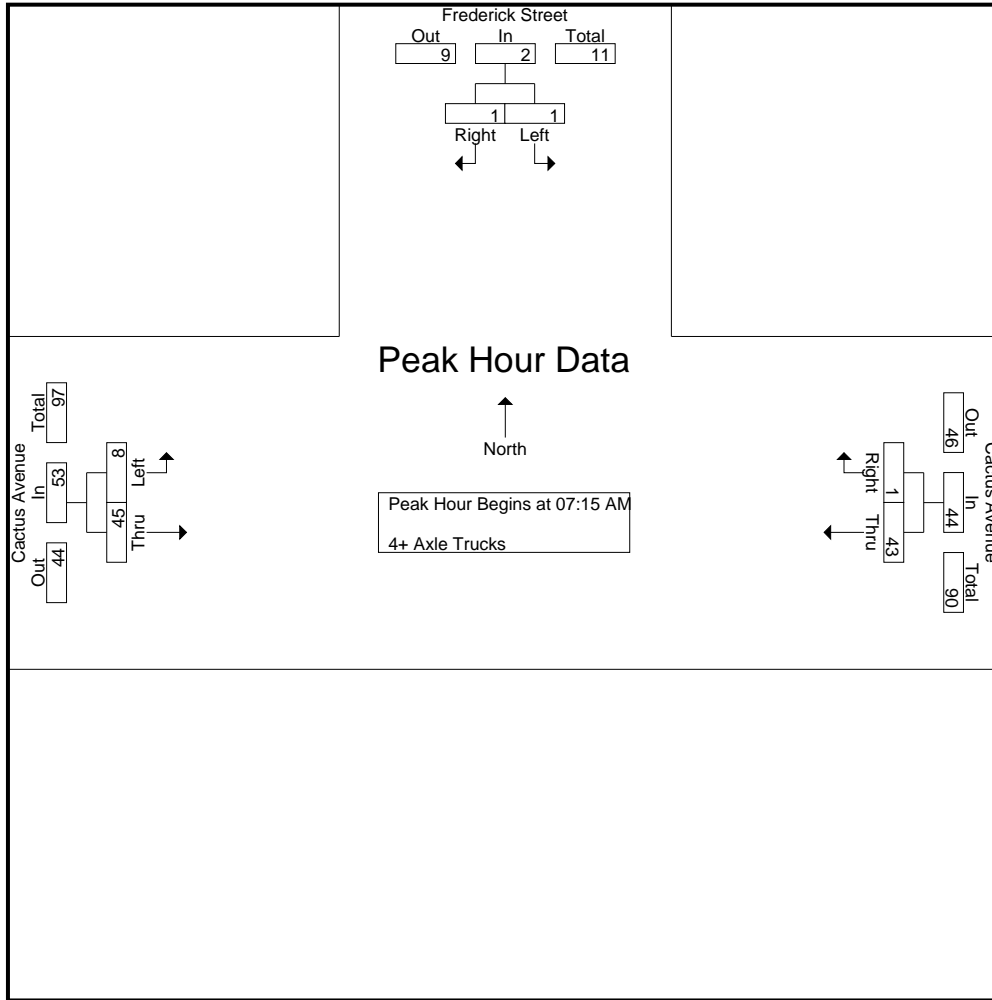 Frederick Street
Out In Total
9 2 11
1 1
Right Left
Peak Hour Data
North
Peak Hour Begins at 07:15 AM
4+ Axle Trucks
Cactus Avenue
Total In Out
97 53 44
8 45
Left Thru
Cactus Avenue
Out In Total
46 44 90
1 43
Right Thru